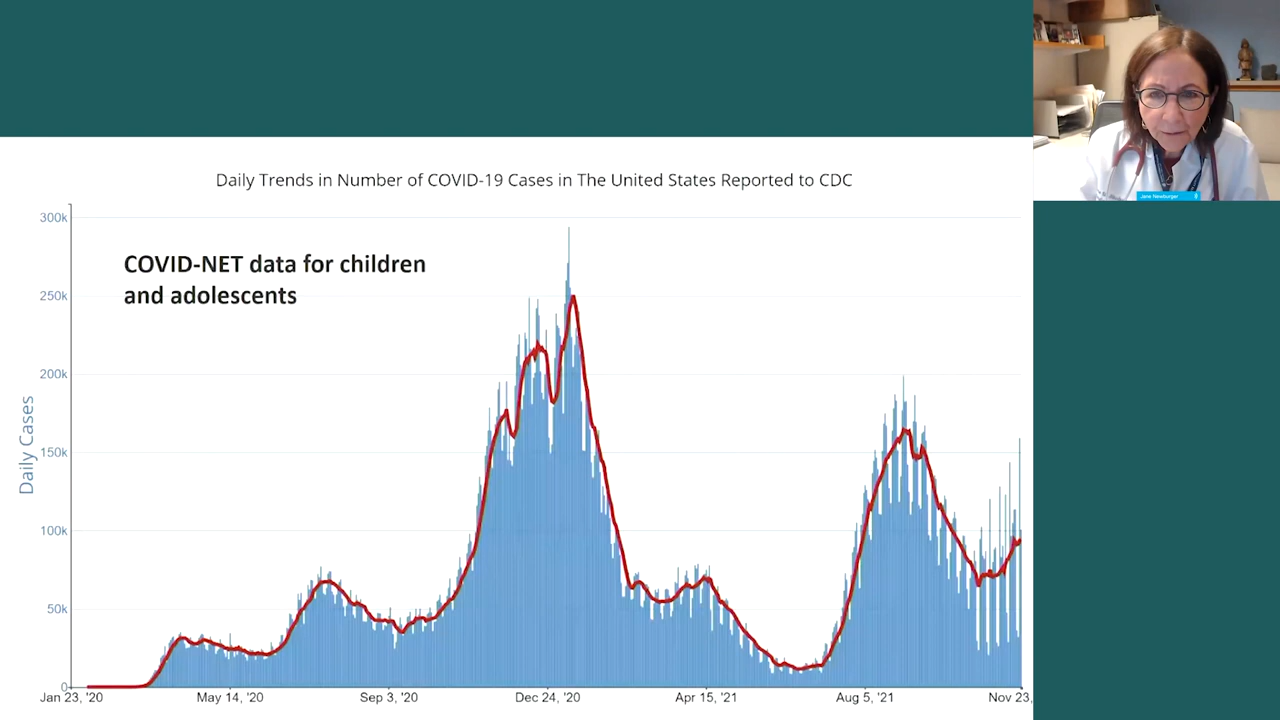 Daily Trends in Number of COVID-19 Cases in The United States Reported to CDC
300k
COVID-NET data for children
and adolescents
250k
200k
150k
100k
50k
0
Daily Cases
Jan 23, '20
May 14, '20
Sep 3, '20
Dec 24, '20
Apr 15, '21
Aug 5, '21
Nov 23,
Jane Newburger